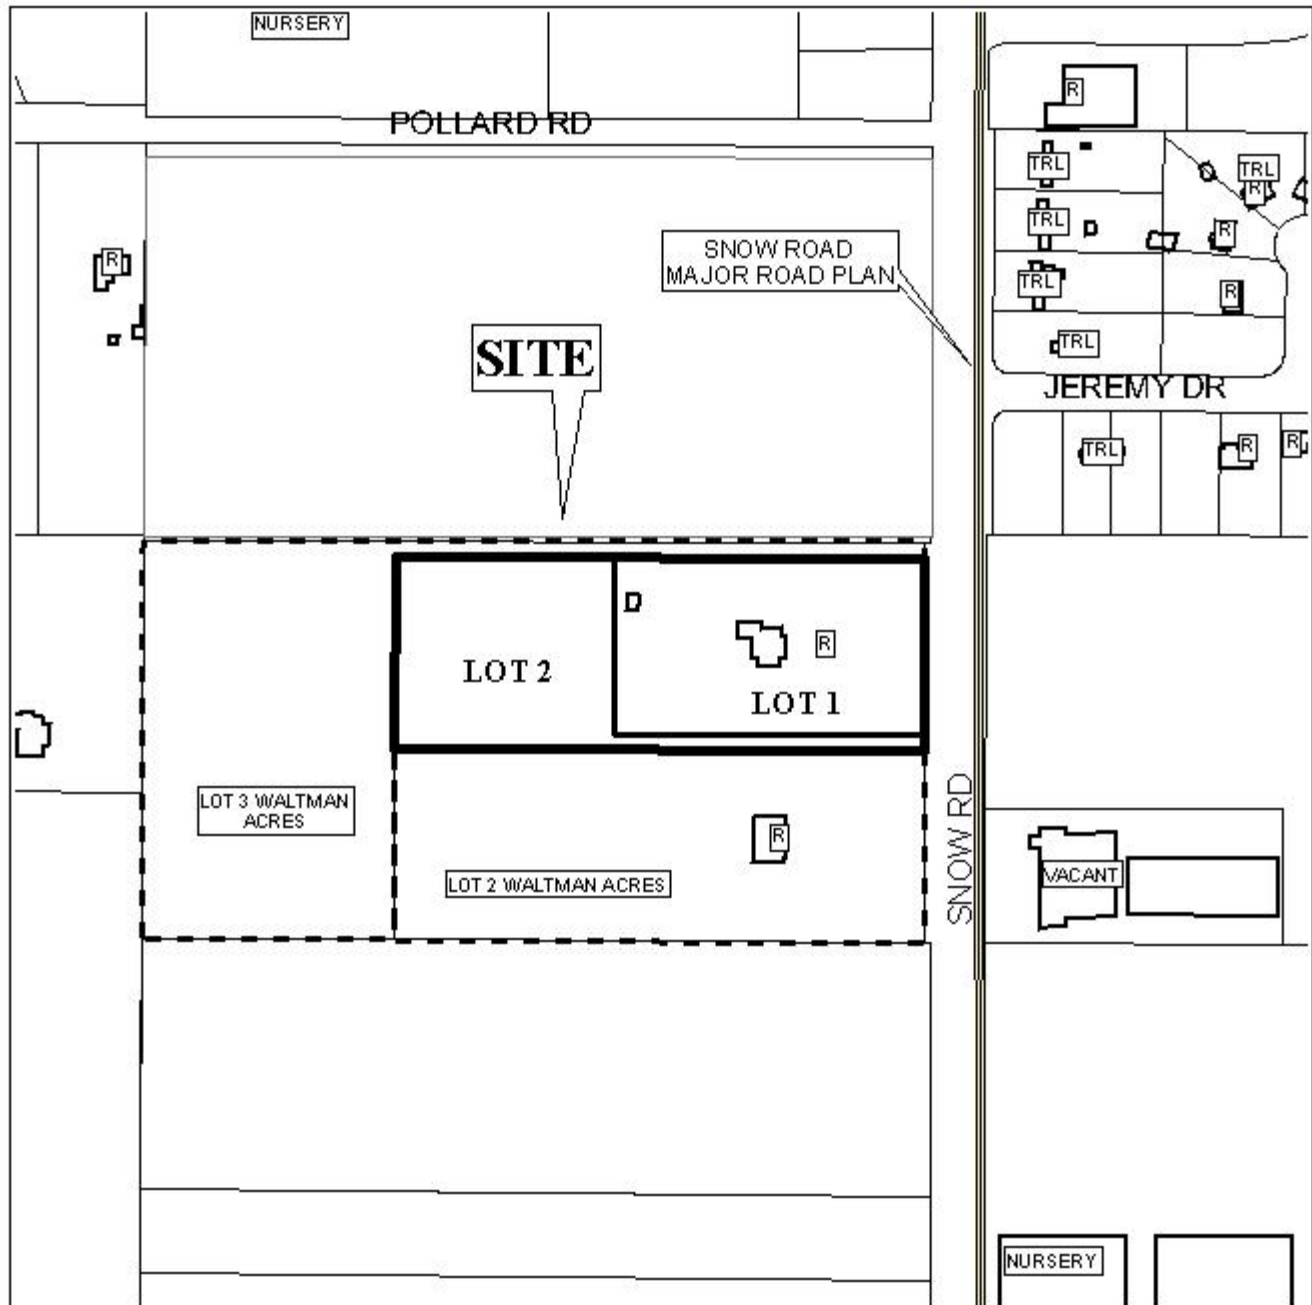 NURSERY
R
POLLARD RD
TRL
TRL
R
TRL
R
SNOW ROAD
MAJOR ROAD PLAN
R
TRL
R
SITE
TRL
JEREMY DR
TRL
R
R
R
LOT 2
LOT 1
LOT 3 WALTMAN
ACRES
R
LOT 2 WALTMAN ACRES
SNOW RD
VACANT
NURSERY